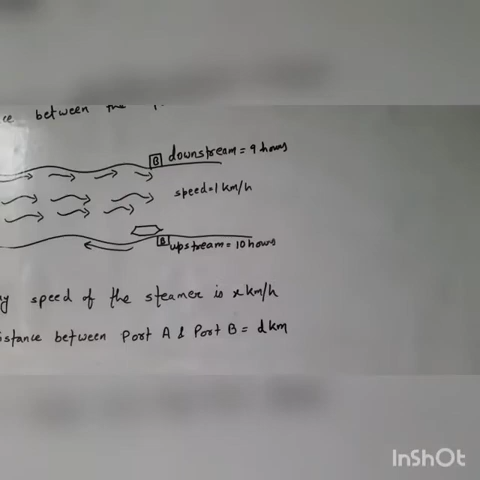 between the
B downstream = 9 hours
speed = 1 km/h
B upstream = 10 hours
speed of the steamer is x km/h
istance between Port A & Port B = d km
InShOt